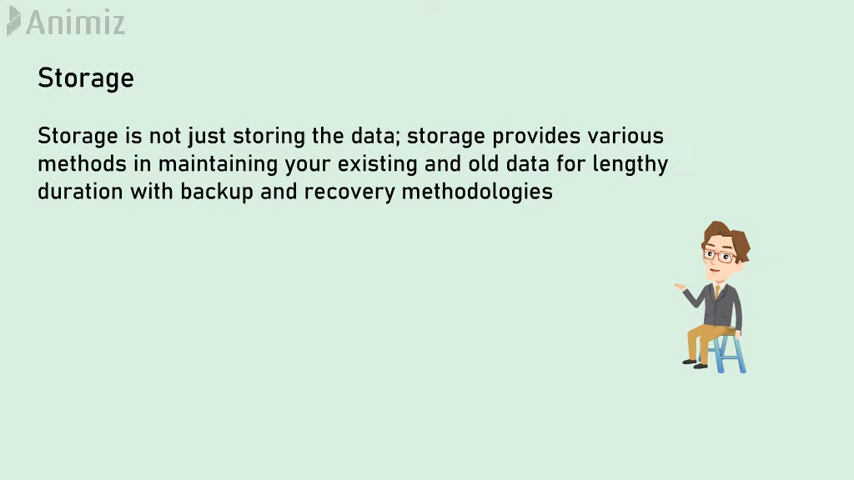 Animiz
Storage
Storage is not just storing the data; storage provides various
methods in maintaining your existing and old data for lengthy
duration with backup and recovery methodologies